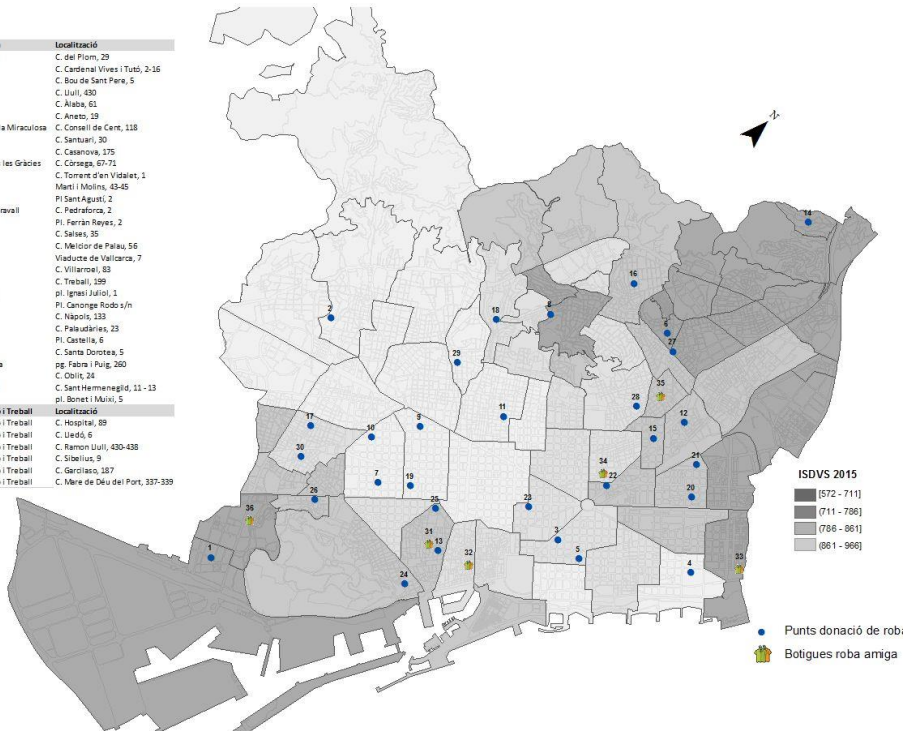 Localització
C. del Plom, 29
C. Cardenal Vives i Tutó, 2-16
C. Bou de Sant Pere, 5
C. Llull, 430
C. Àlaba, 61
C. Aneto, 19
la Miraculosa C. Consell de Cent, 118
C. Santuari, 30
C. Casanova, 175
les Gràcies C. Còrsega, 67-71
C. Torrent d'en Vidalet, 1
Martí i Molins, 43-45
Pl Sant Agustí, 2
ravall C. Pedraforca, 2
Pl. Ferràn Reyes, 2
C. Salses, 35
C. Melcior de Palau, 56
Viaducte de Vallcarca, 7
C. Villarroel, 83
C. Treball, 199
pl. Ignasi Juliol, 1
Pl. Canonge Rodo s/n
C. Nàpols, 133
C. Palaudàries, 23
Pl. Castella, 6
C. Santa Dorotea, 5
a pg. Fabra i Puig, 260
C. Oblit, 24
C. Sant Hermenegild, 11 - 13
pl. Bonet i Muixi, 5
i Treball Localització
i Treball C. Hospital, 89
i Treball C. Lledó, 6
i Treball C. Ramon Llull, 430-438
i Treball C. Sibelius, 9
i Treball C. Garcilaso, 187
i Treball C. Mare de Déu del Port, 337-339
N
14
16
2
18
8
6
27
29
35
28
11
12
17
9
10
15
30
34
21
7
19
22
20
26
25
23
36
31
13
3
32
5
1
4
33
24
ISDVS 2015
[572 - 711]
(711 - 786]
(786 - 861]
(861 - 966]
Punts donació de roba
Botigues roba amiga